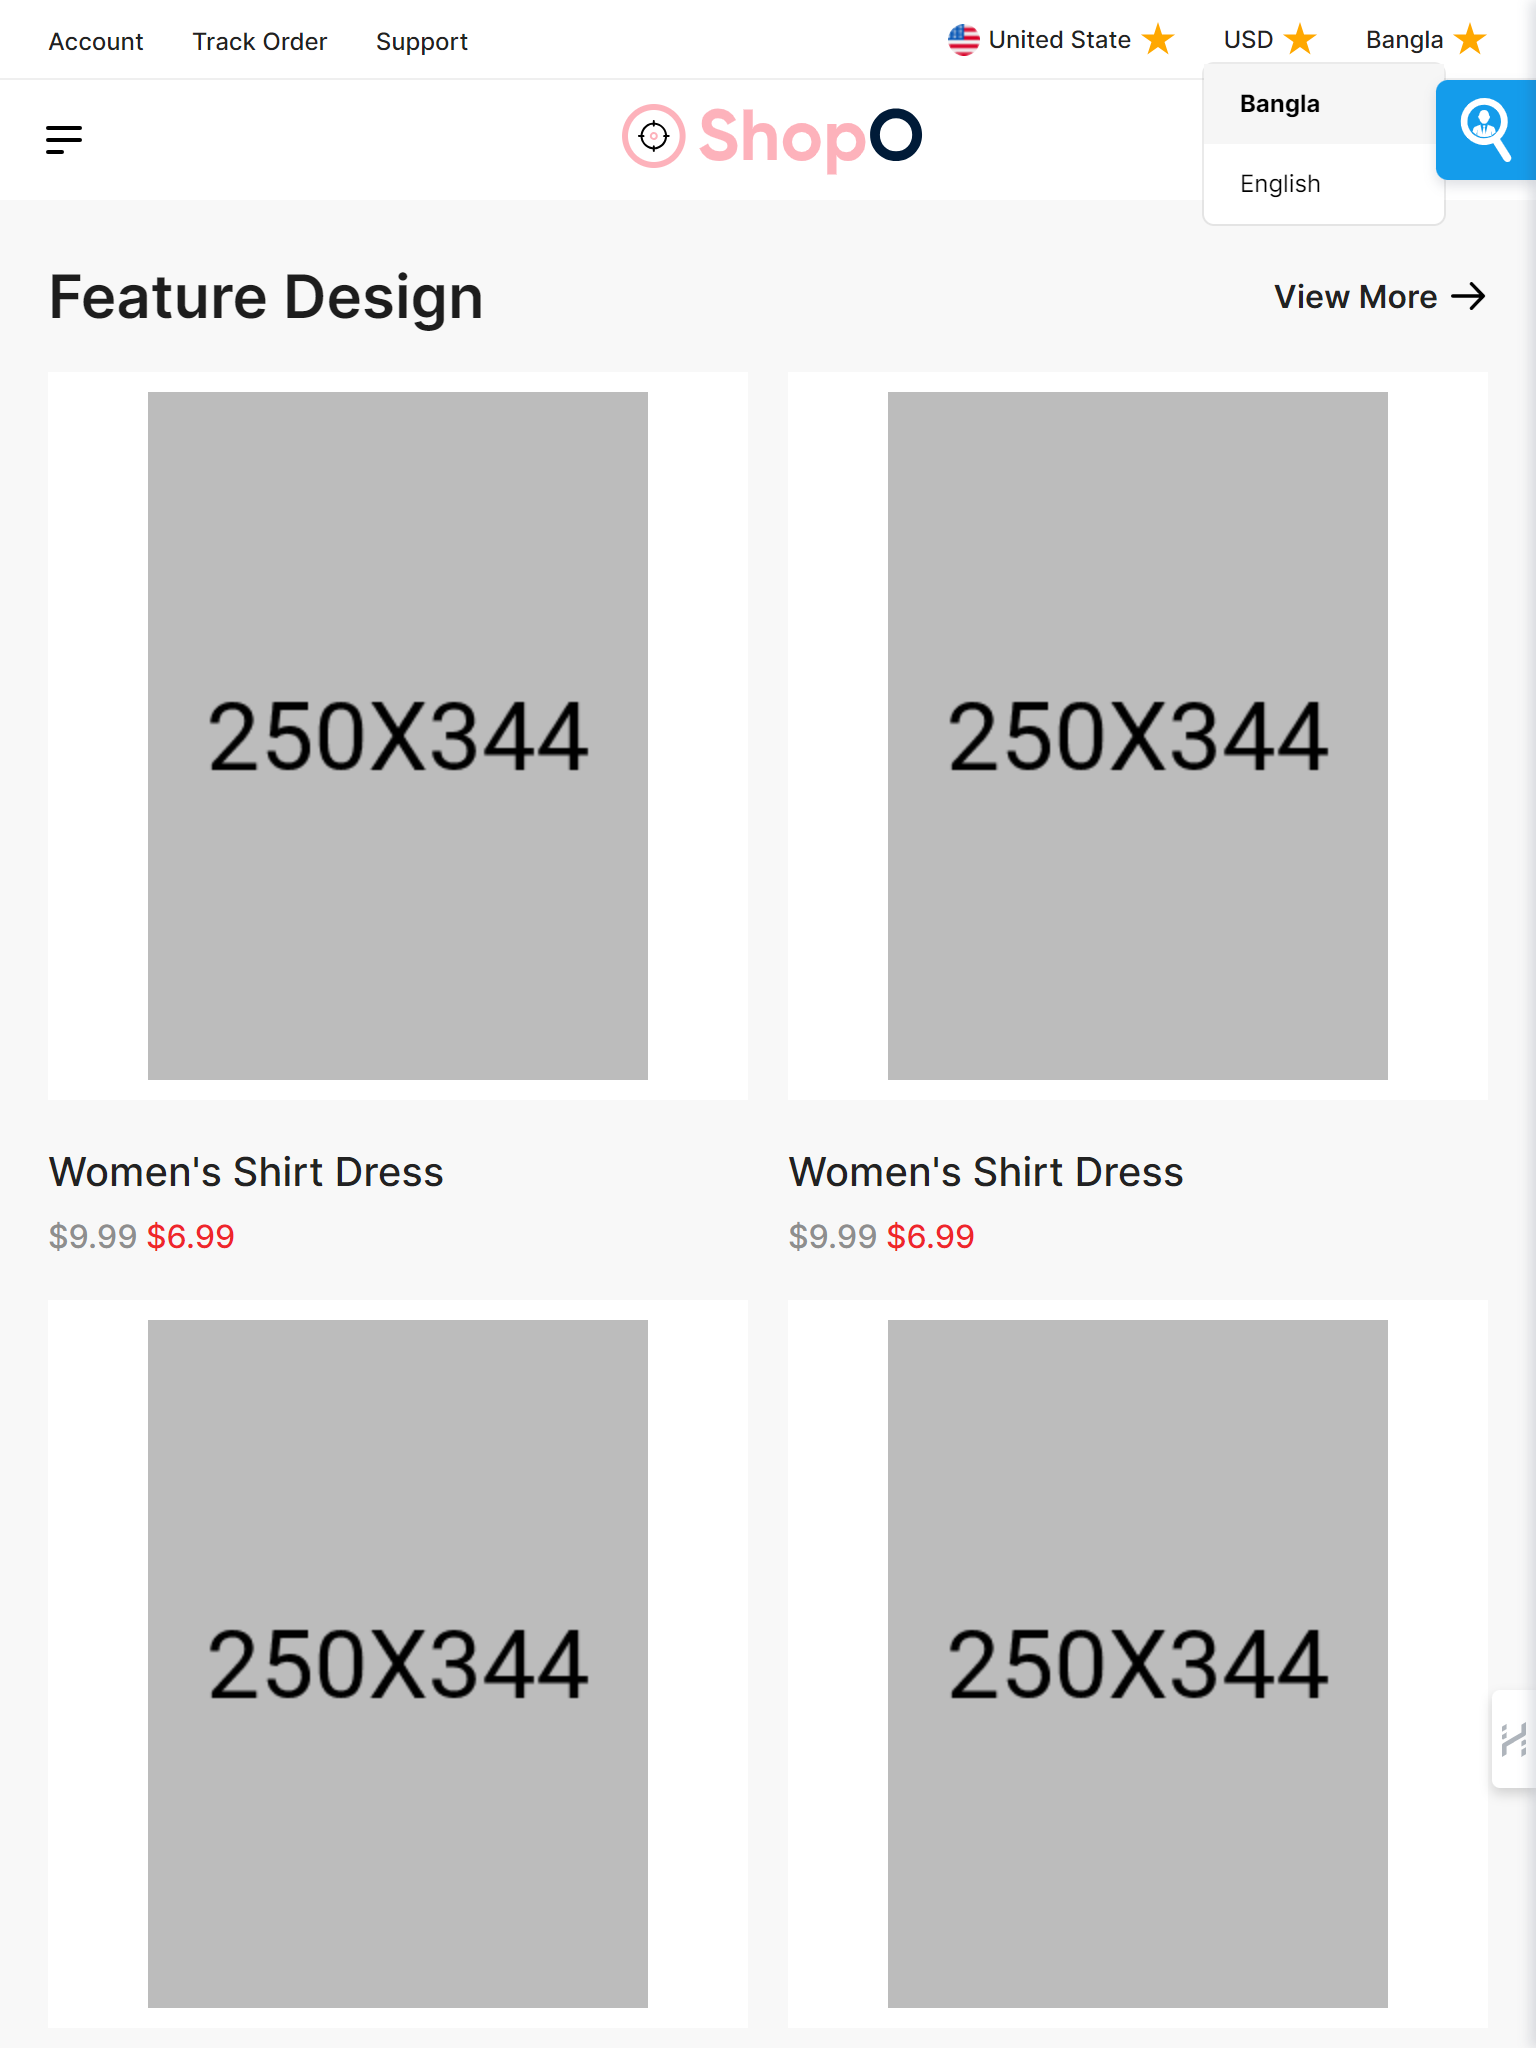 Account Track Order Support United State USD Bangla
Bangla
English
ShopO
Feature Design
View More
250X344
250X344
Women's Shirt Dress
$9.99 $6.99
Women's Shirt Dress
$9.99 $6.99
250X344
250X344